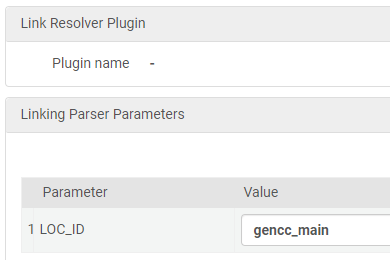 Link Resolver Plugin
Plugin name -
Linking Parser Parameters
Parameter Value
1 LOC_ID gencc_main